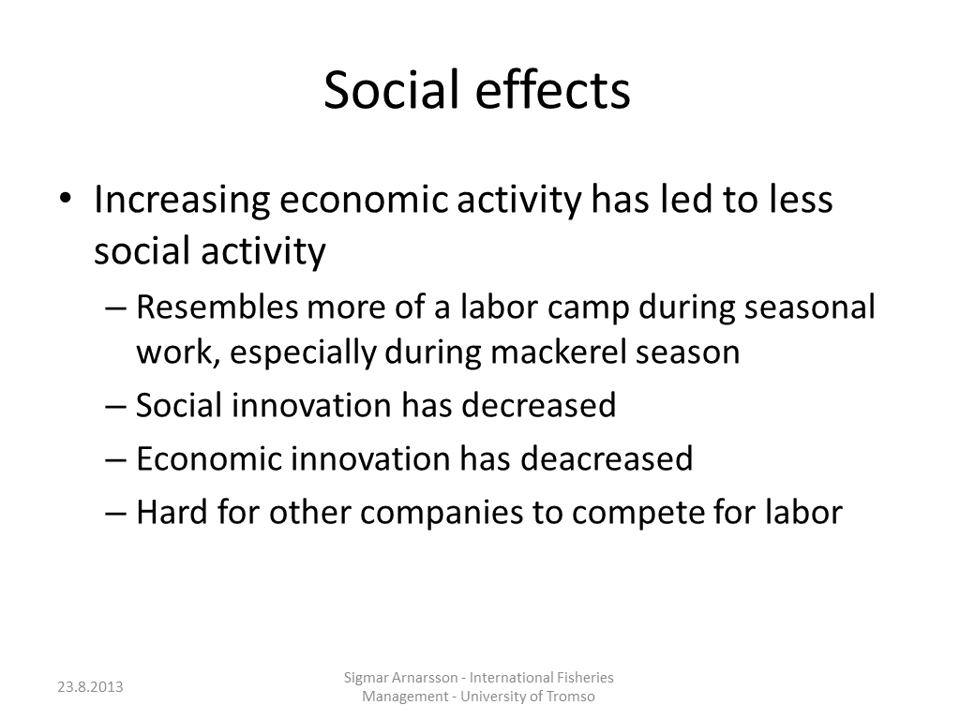 Social effects
• Increasing economic activity has led to less
social activity
– Resembles more of a labor camp during seasonal
work, especially during mackerel season
– Social innovation has decreased
– Economic innovation has deacreased
– Hard for other companies to compete for labor
23.8.2013
Sigmar Arnarsson - International Fisheries
Management - University of Tromso